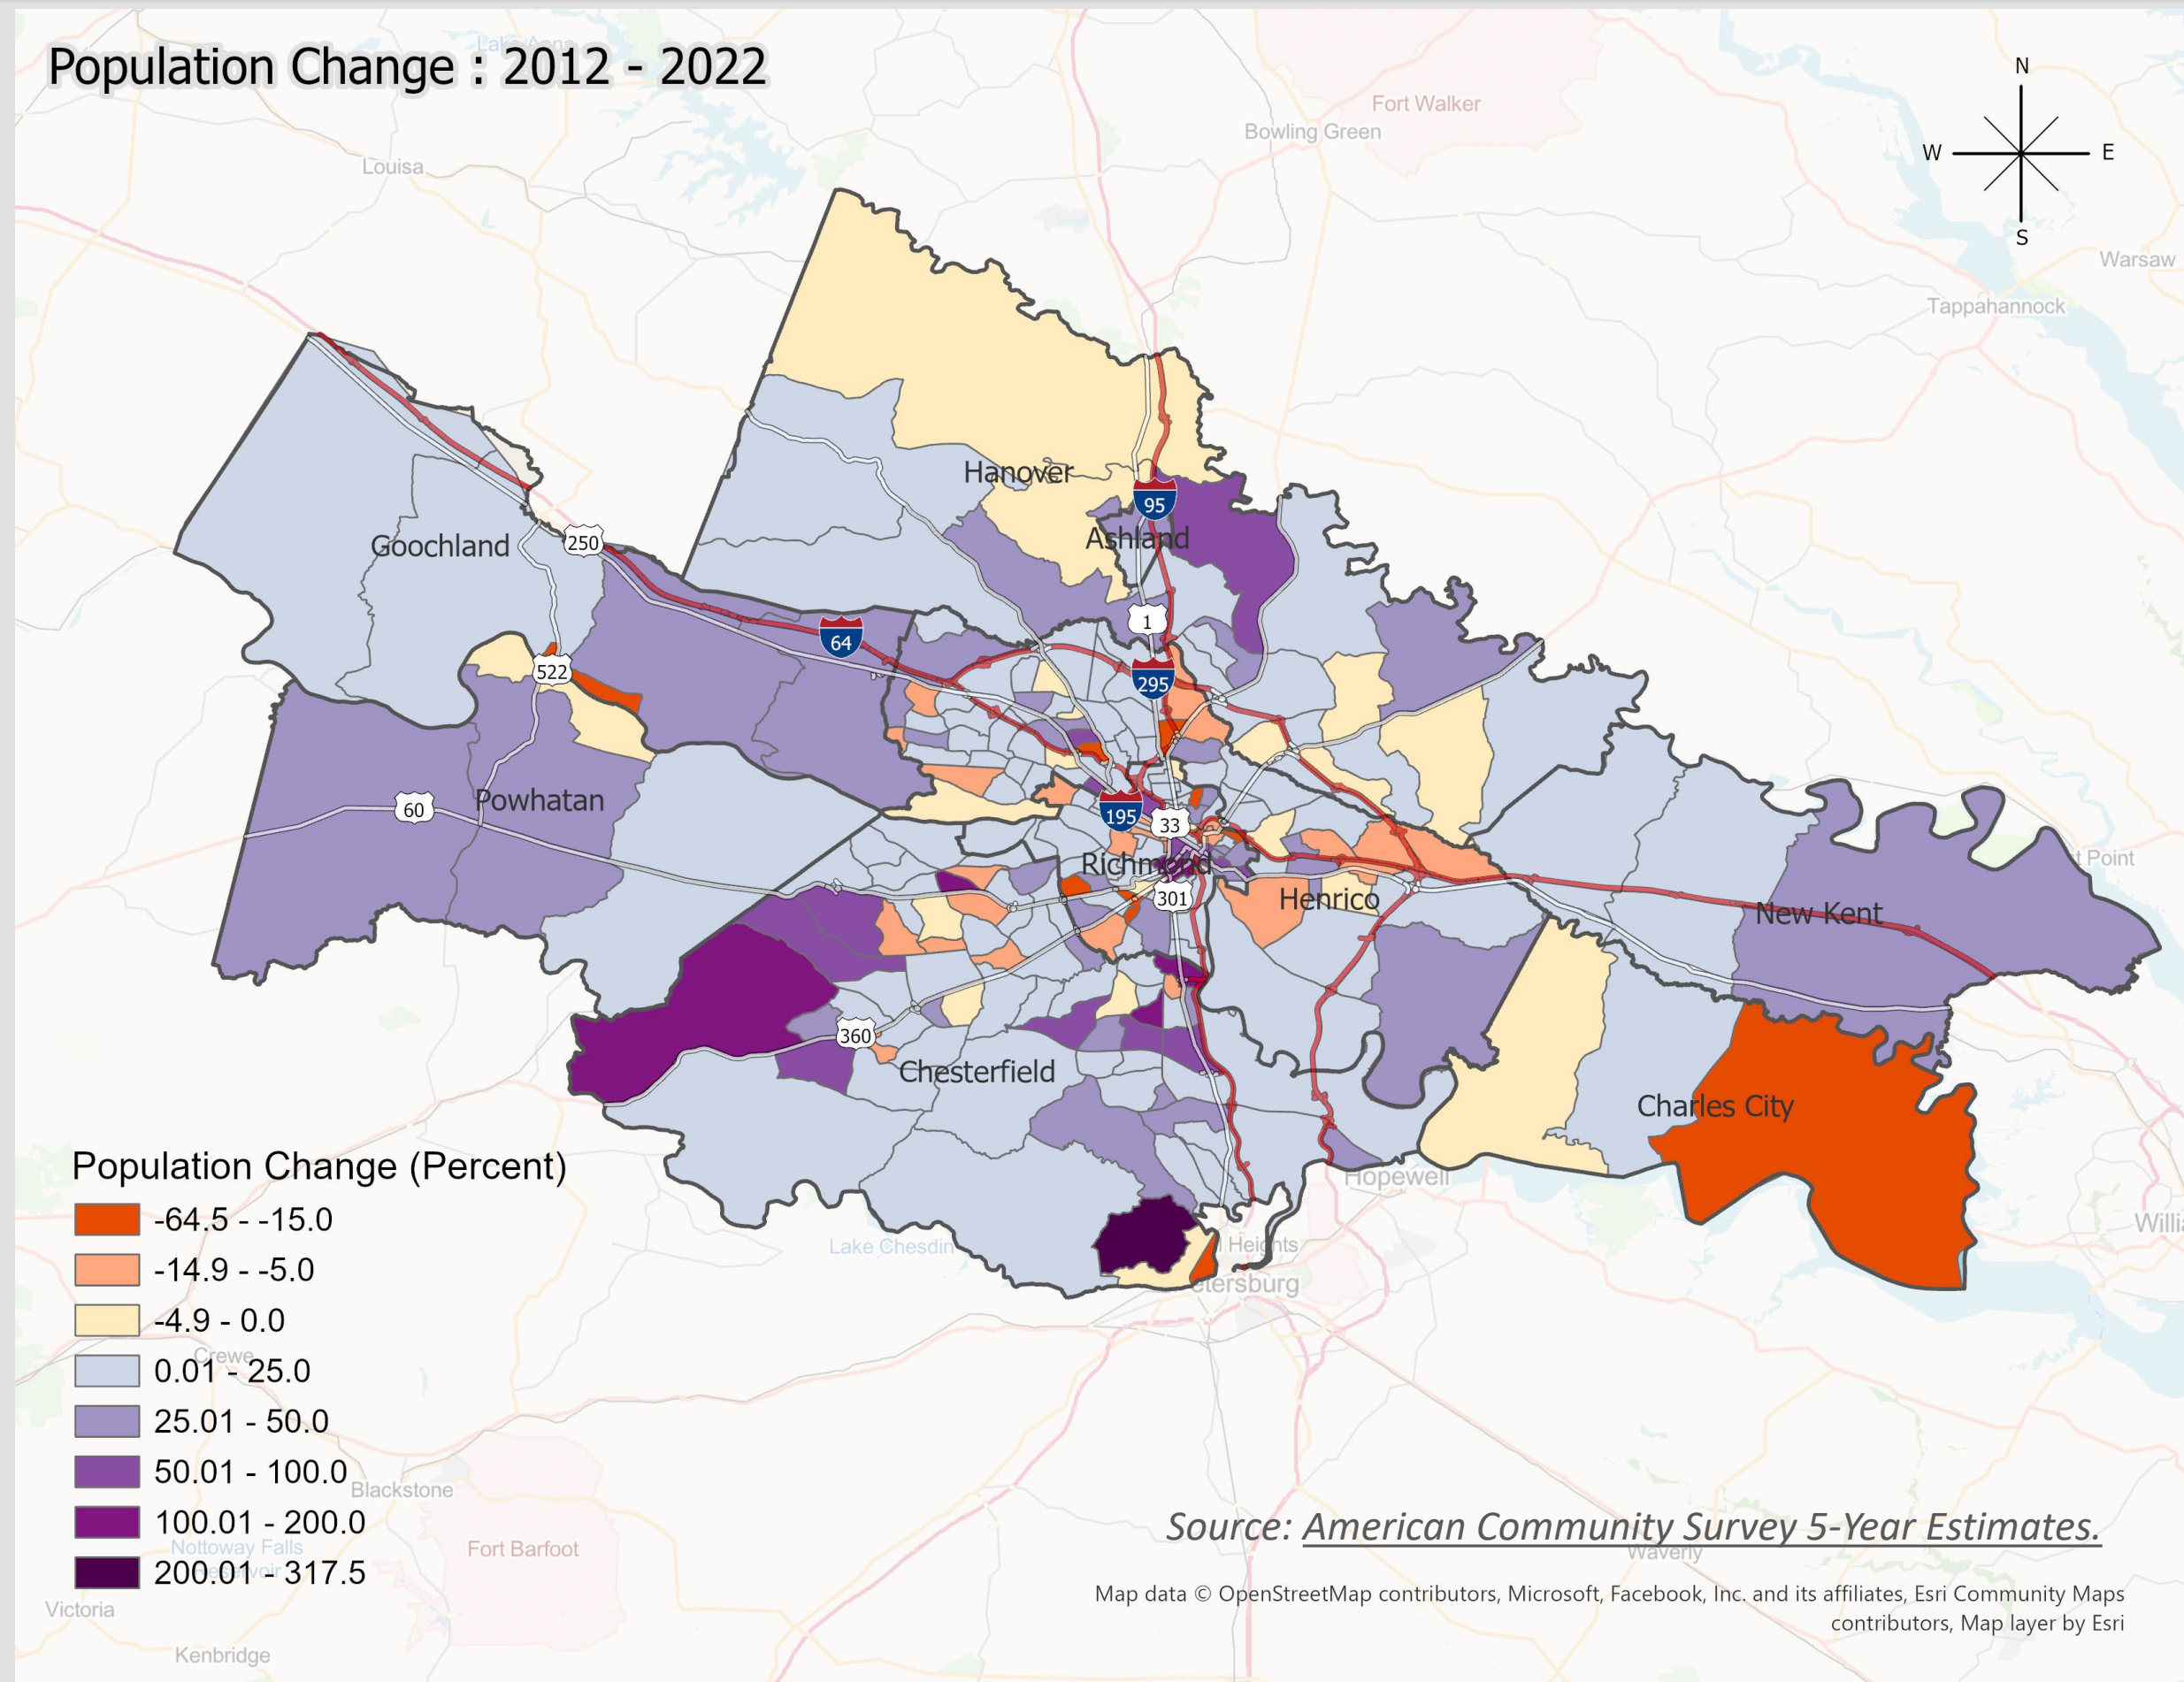 Population Change : 2012 - 2022
N
W
E
S
Fort Walker
Bowling Green
Louisa
Warsaw
Tappahannock
Hanover
95
Ashland
Goochland
250
1
64
522
295
Powhatan
60
195
33
Richmond
301
Henrico
t Point
New Kent
360
Chesterfield
Charles City
Hopewell
Willi
Lake Chesdin
l Heights
etersburg
Population Change (Percent)
-64.5 - -15.0
-14.9 - -5.0
-4.9 - 0.0
Crewe
0.01 - 25.0
25.01 - 50.0
50.01 - 100.0
Blackstone
100.01 - 200.0
Nottoway Falls
Fort Barfoot
200.01 - 317.5
Victoria
Kenbridge
Source: American Community Survey 5-Year Estimates.
Waverly
Map data © OpenStreetMap contributors, Microsoft, Facebook, Inc. and its affiliates, Esri Community Maps
contributors, Map layer by Esri